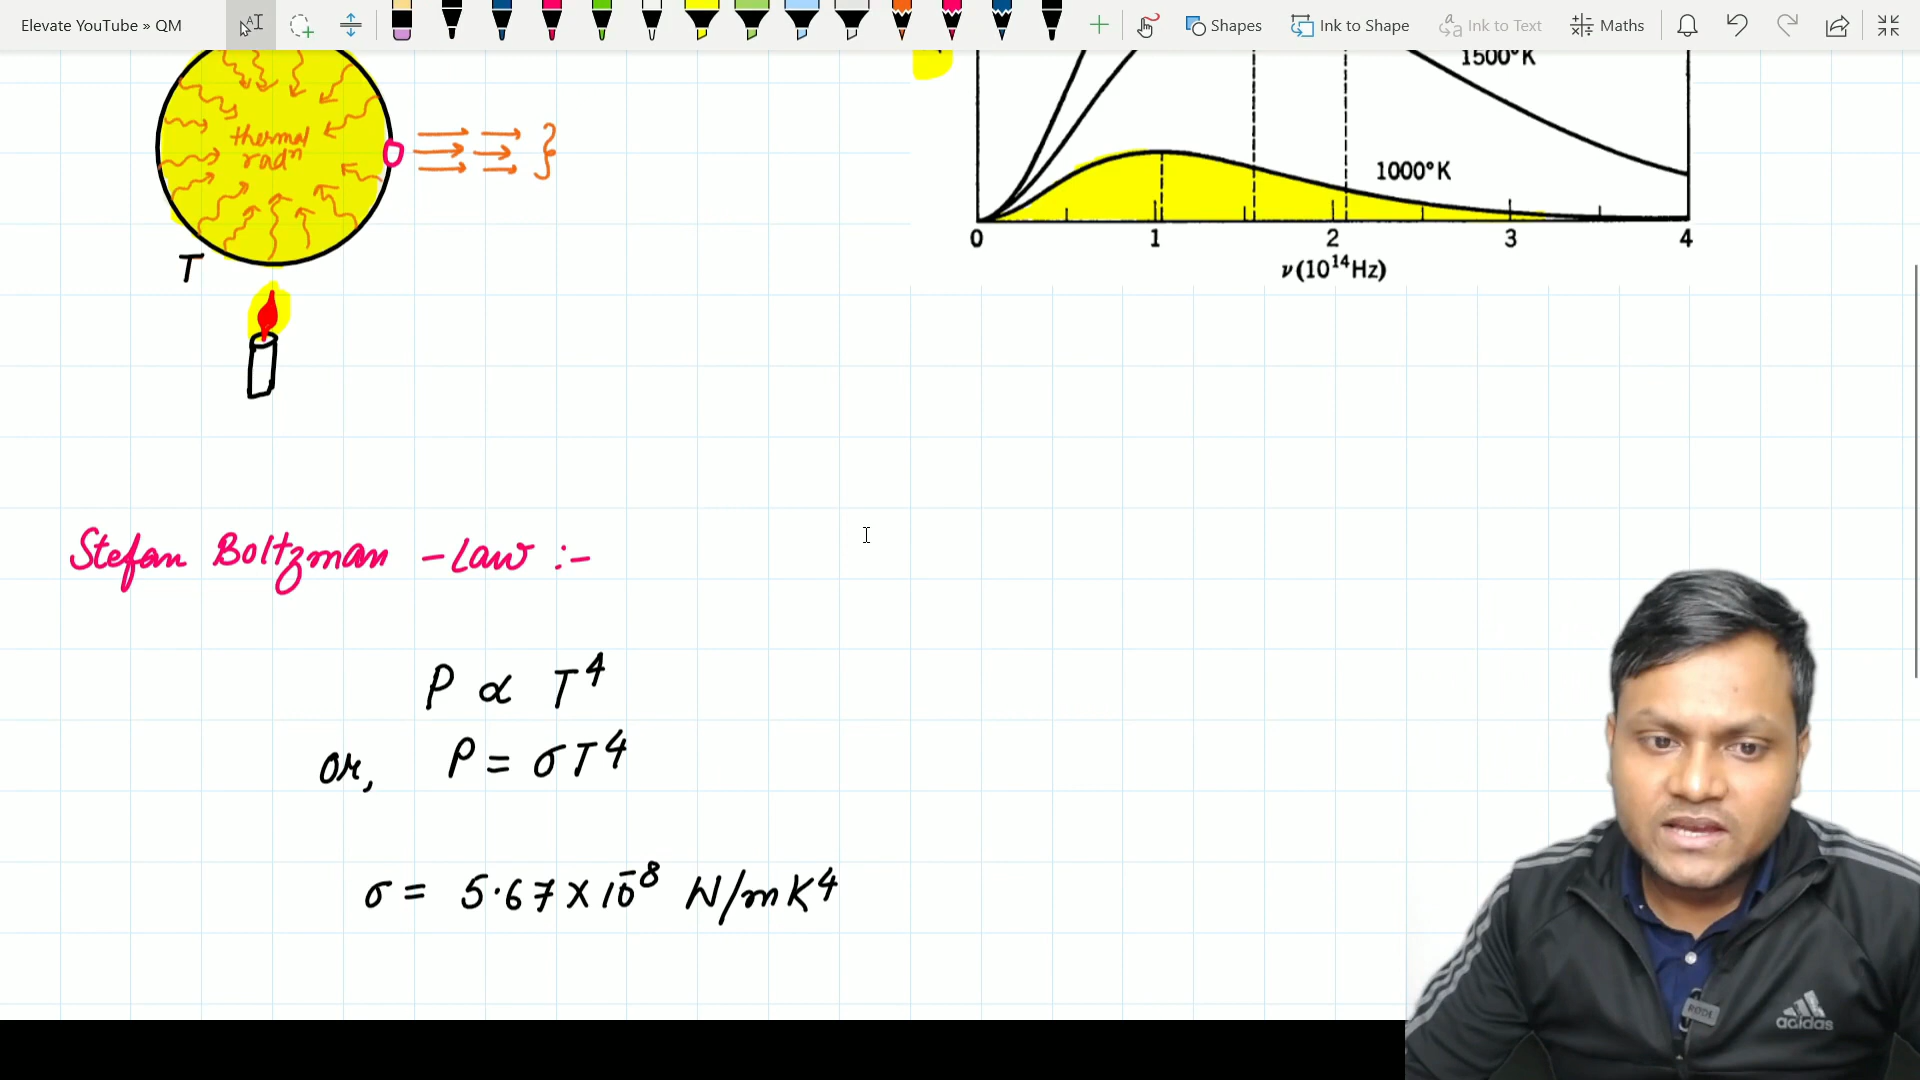 Elevate YouTube » QM
Shapes
Ink to Shape
Ink to Text
Maths
thermal
radⁿ
T
1500°K
1000°K
0 1 2 3 4
ν(10¹⁴Hz)
Stefan Boltzman -Law :-
P ∝ T⁴
or, P = σT⁴
σ = 5.67×10⁻⁸ W/mK⁴
RODE
adidas